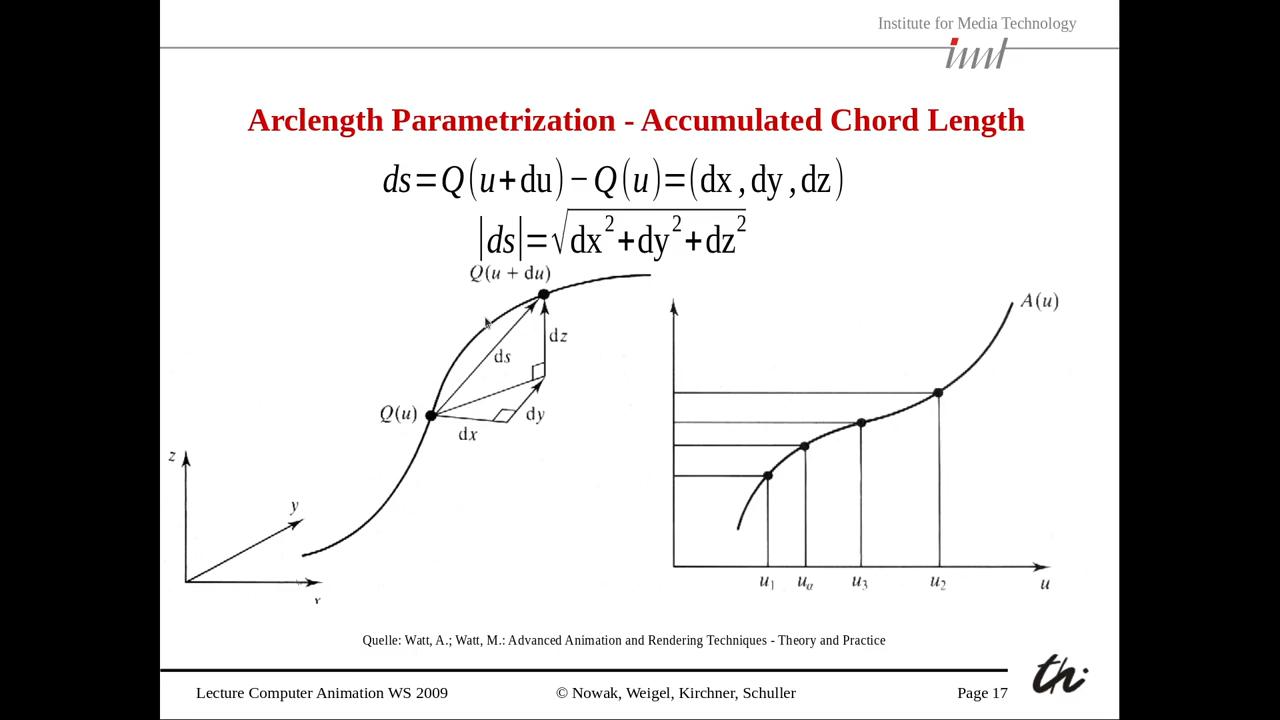 Institute for Media Technology
iml
Arclength Parametrization - Accumulated Chord Length
ds=Q(u+du)−Q(u)=(dx,dy,dz)
|ds|=√dx²+dy²+dz²
Q(u + du)
dz
ds
Q(u)
dy
dx
z
y
x
A(u)
u₁ uₐ u₃ u₂ u
Quelle: Watt, A.; Watt, M.: Advanced Animation and Rendering Techniques - Theory and Practice
th
Lecture Computer Animation WS 2009
© Nowak, Weigel, Kirchner, Schuller
Page 17